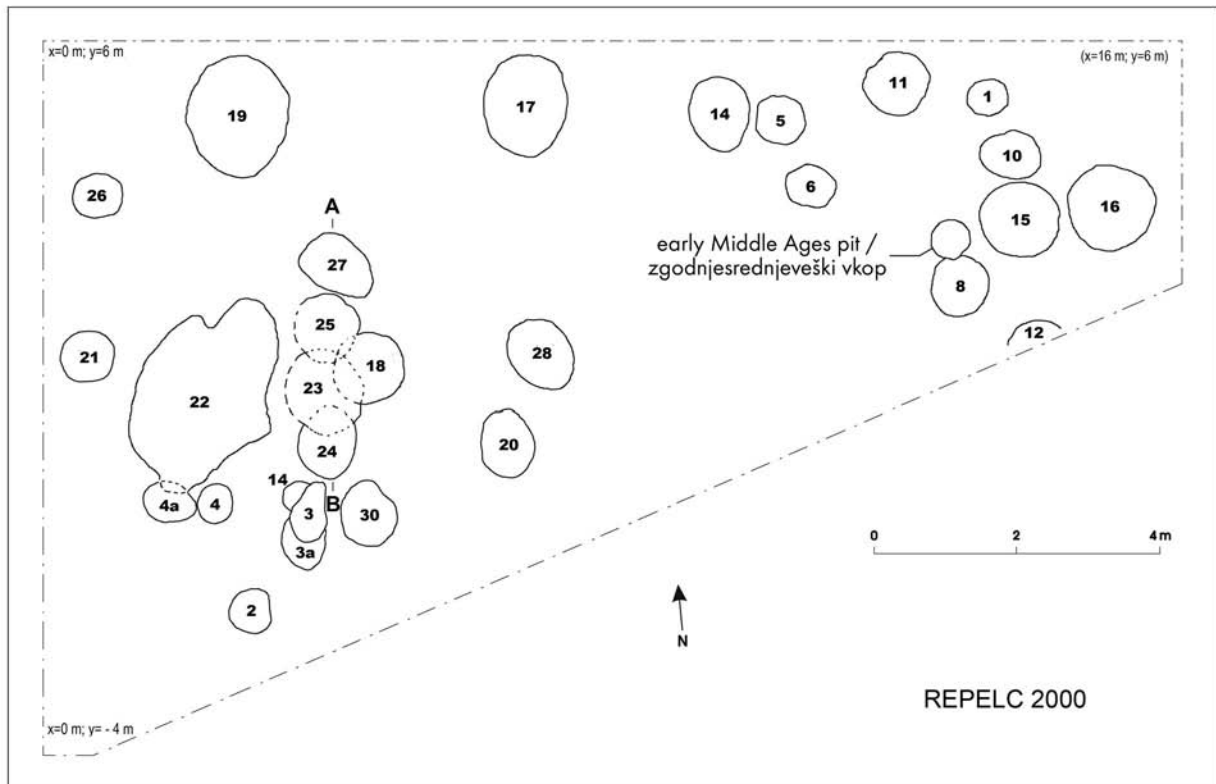 x=0 m; y=6 m
(x=16 m; y=6 m)
11
1
19
17
14
5
10
6
26
15
16
A
early Middle Ages pit /
zgodnjesrednjeveški vkop
27
8
25
12
21
18
28
23
22
24
20
14
4a
4
3
B
30
3a
0
2
4 m
2
N
REPELC 2000
x=0 m; y= - 4 m